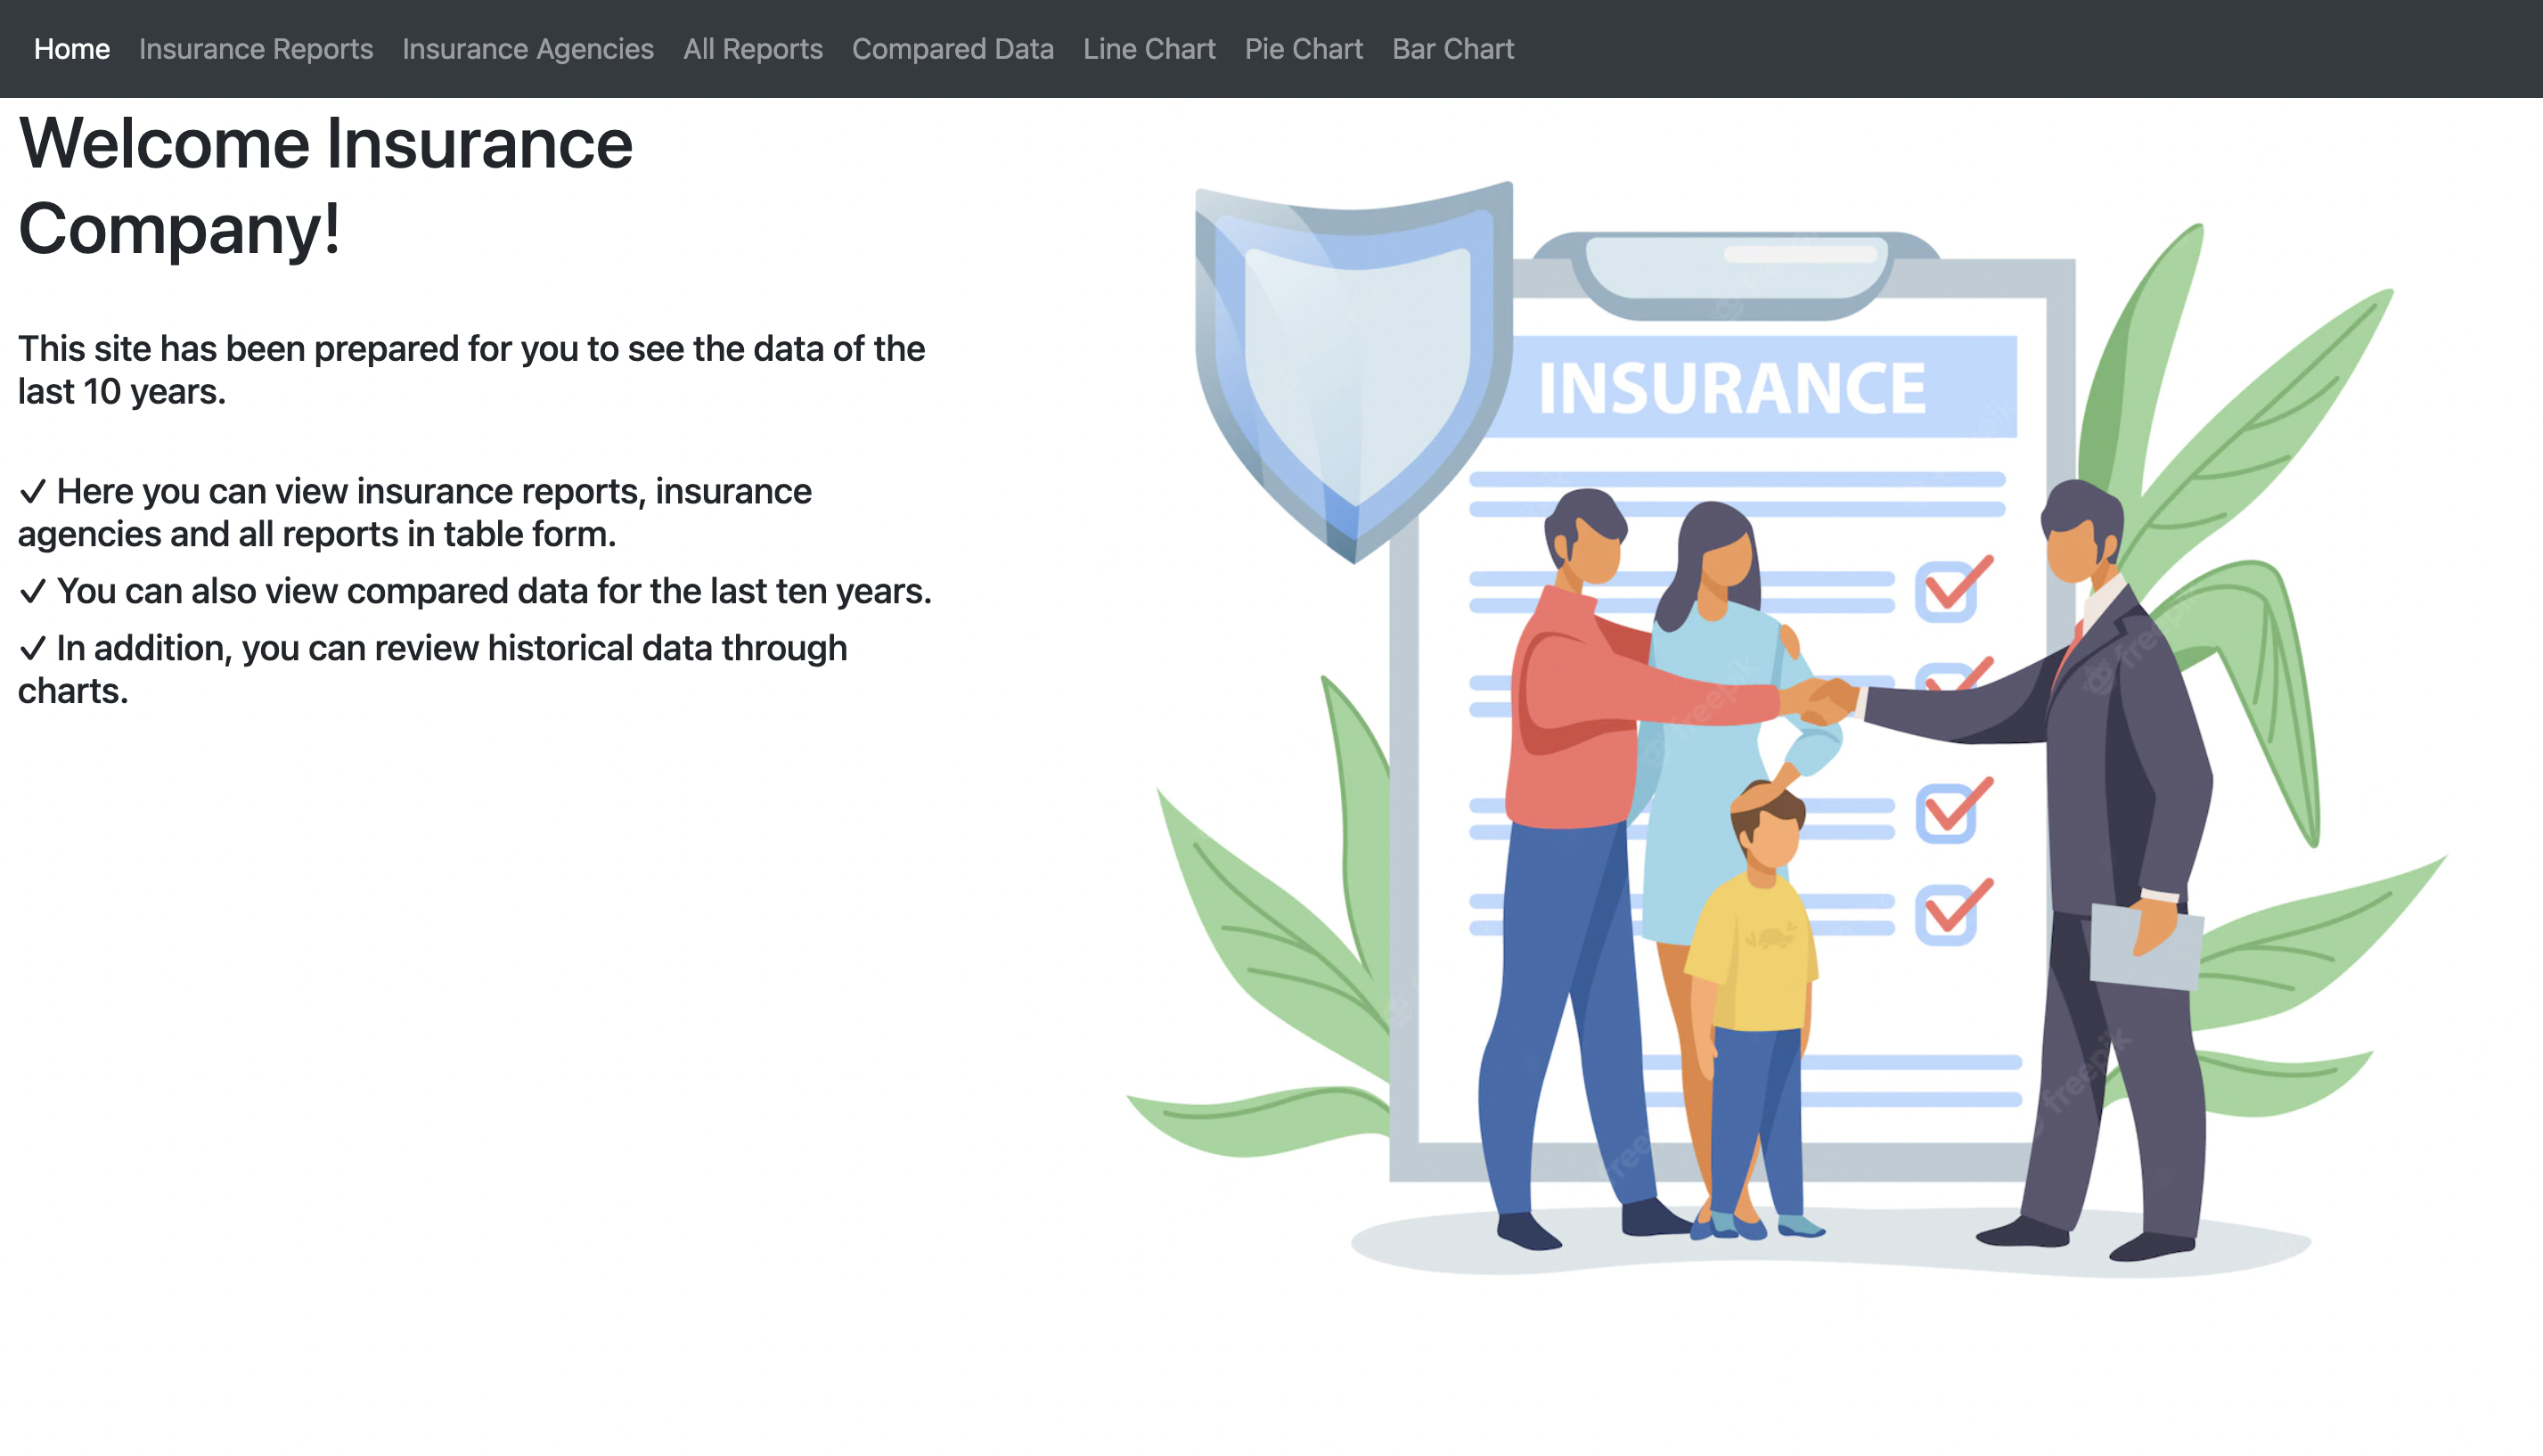 Home Insurance Reports Insurance Agencies All Reports Compared Data Line Chart Pie Chart Bar Chart
Welcome Insurance
Company!
This site has been prepared for you to see the data of the
last 10 years.
✓ Here you can view insurance reports, insurance
agencies and all reports in table form.
✓ You can also view compared data for the last ten years.
✓ In addition, you can review historical data through
charts.
INSURANCE
freepik
freepik
freepik